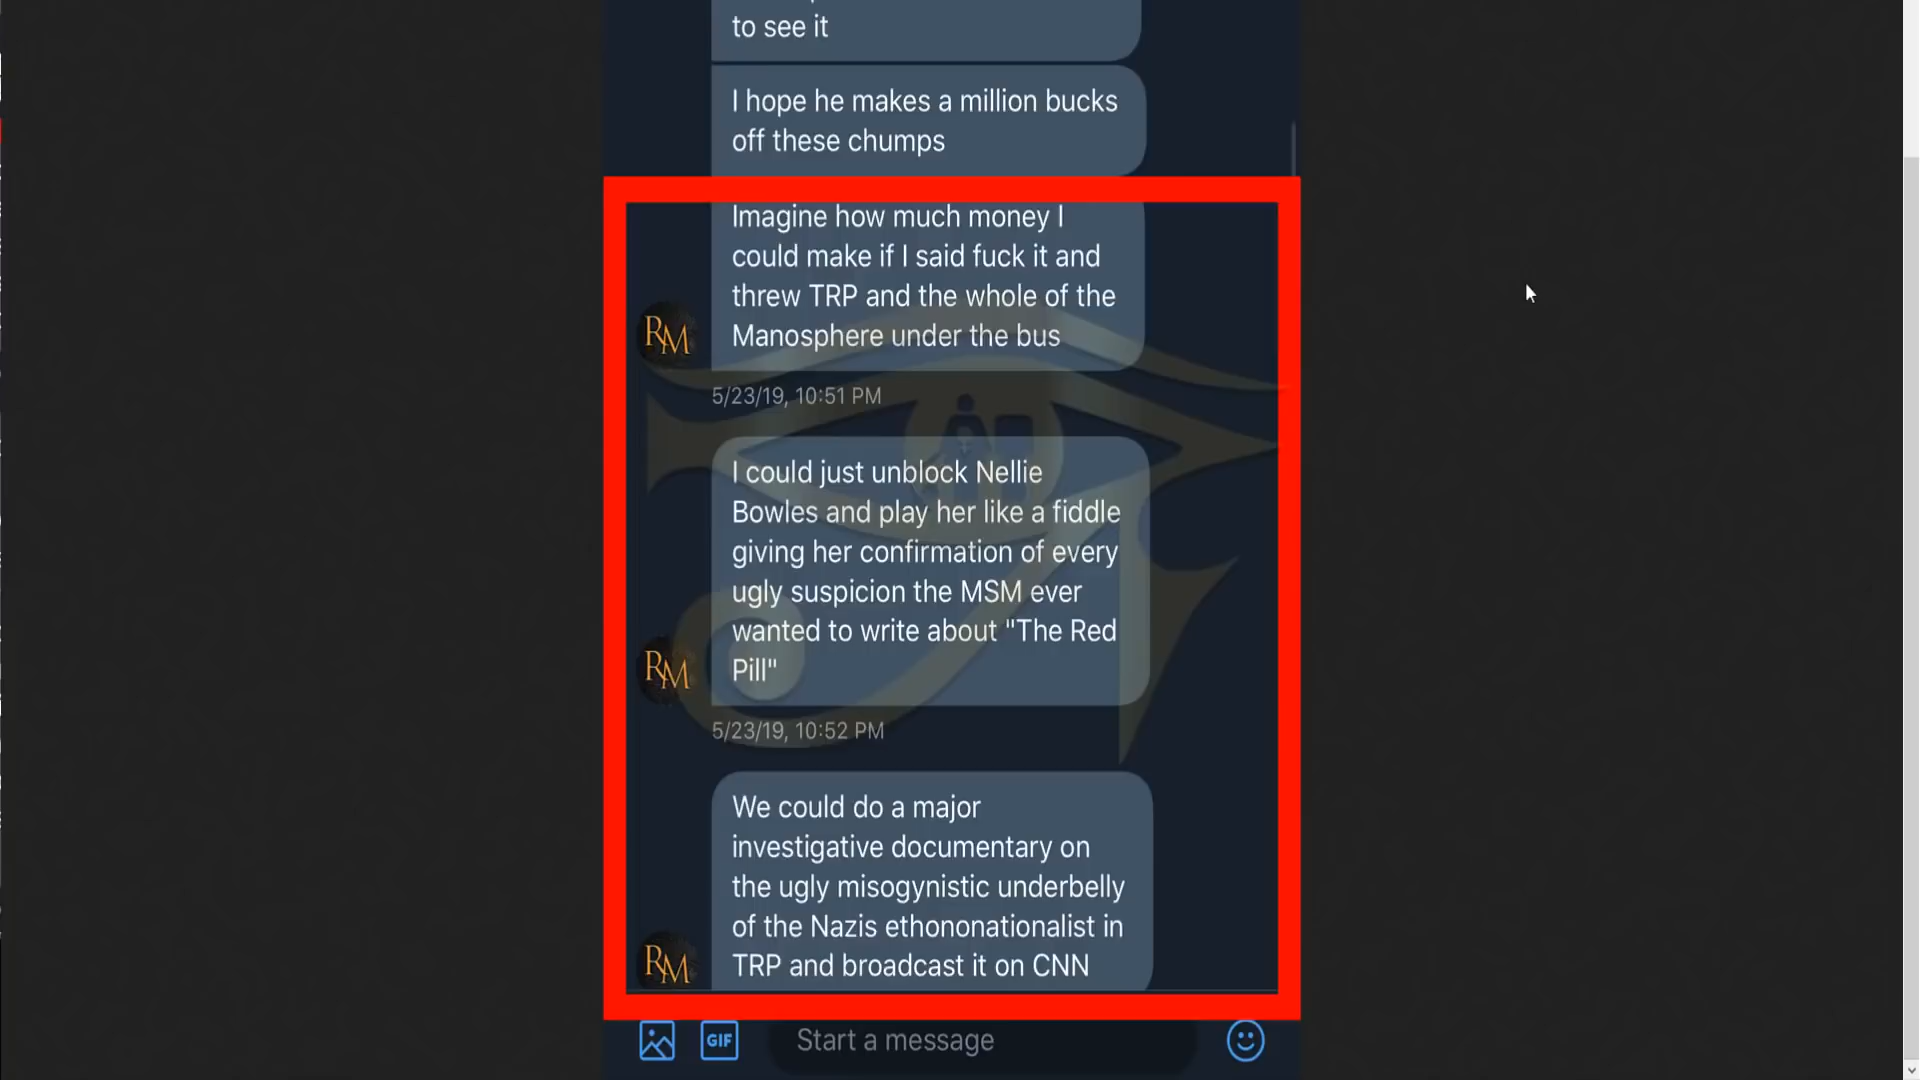 to see it
I hope he makes a million bucks
off these chumps
Imagine how much money I
could make if I said fuck it and
threw TRP and the whole of the
Manosphere under the bus
RM
5/23/19, 10:51 PM
I could just unblock Nellie
Bowles and play her like a fiddle
giving her confirmation of every
ugly suspicion the MSM ever
wanted to write about "The Red
Pill"
RM
5/23/19, 10:52 PM
We could do a major
investigative documentary on
the ugly misogynistic underbelly
of the Nazis ethononationalist in
TRP and broadcast it on CNN
RM
GIF
Start a message